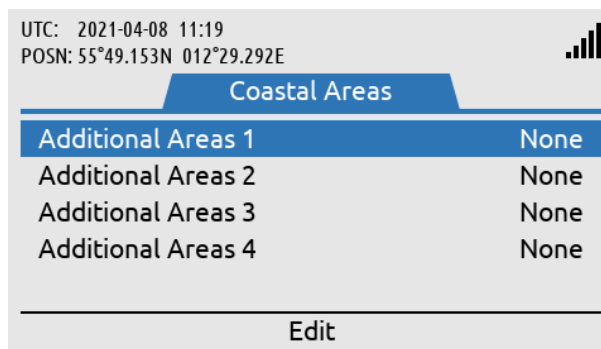 UTC: 2021-04-08 11:19
POSN: 55°49.153N 012°29.292E
Coastal Areas
Additional Areas 1 None
Additional Areas 2 None
Additional Areas 3 None
Additional Areas 4 None
Edit